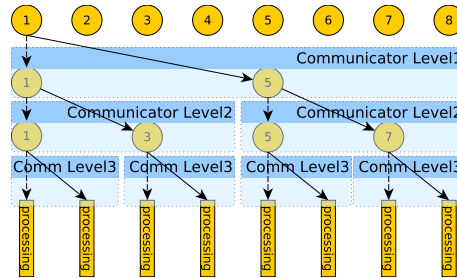 1 2 3 4 5 6 7 8
Communicator Level1
1 5
Communicator Level2 Communicator Level2
1 3 5 7
Comm Level3 Comm Level3 Comm Level3 Comm Level3
processing processing processing processing processing processing processing processing